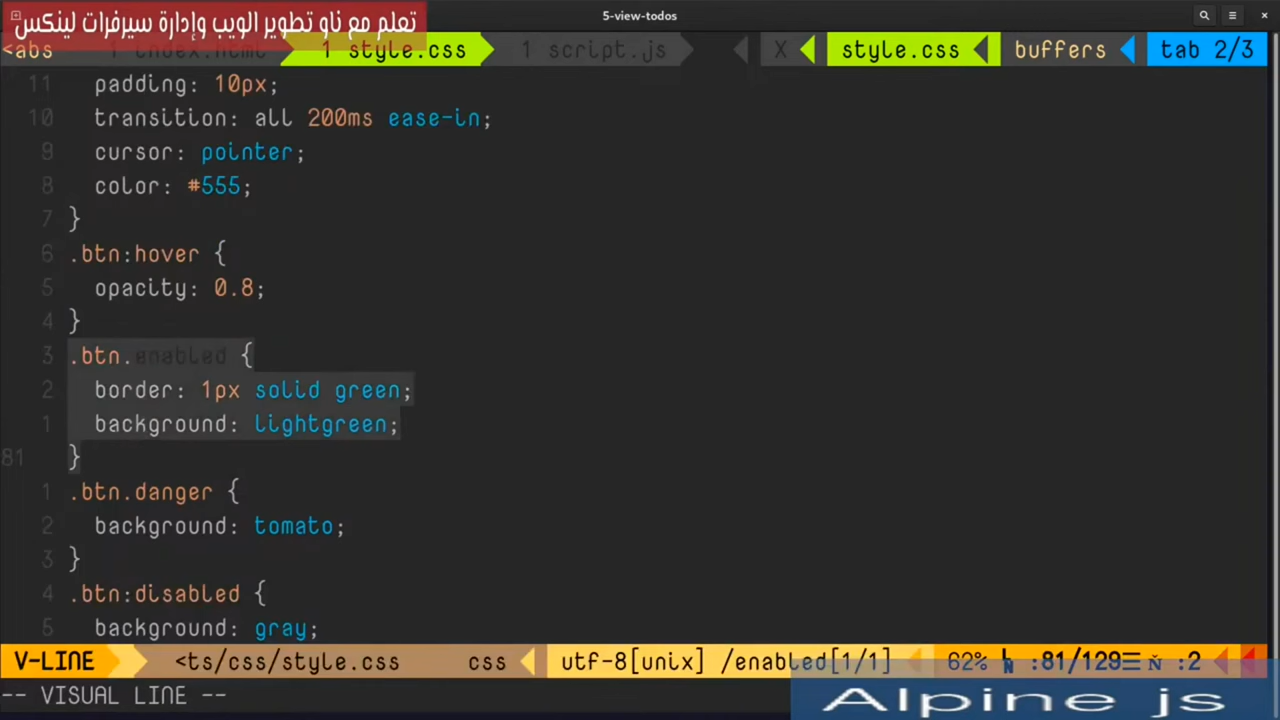 5-view-todos
تعلم مع ناو تطوير الويب وإدارة سيرفرات لينكس
<abs 1 index.html 1 style.css 1 script.js X style.css buffers tab 2/3
11 padding: 10px;
10 transition: all 200ms ease-in;
9 cursor: pointer;
8 color: #555;
7 }
6 .btn:hover {
5 opacity: 0.8;
4 }
3 .btn.enabled {
2 border: 1px solid green;
1 background: lightgreen;
81 }
1 .btn.danger {
2 background: tomato;
3 }
4 .btn:disabled {
5 background: gray;
V-LINE <ts/css/style.css css utf-8[unix] /enabled[1/1] 62% :81/129☰ :2
-- VISUAL LINE --
Alpine js